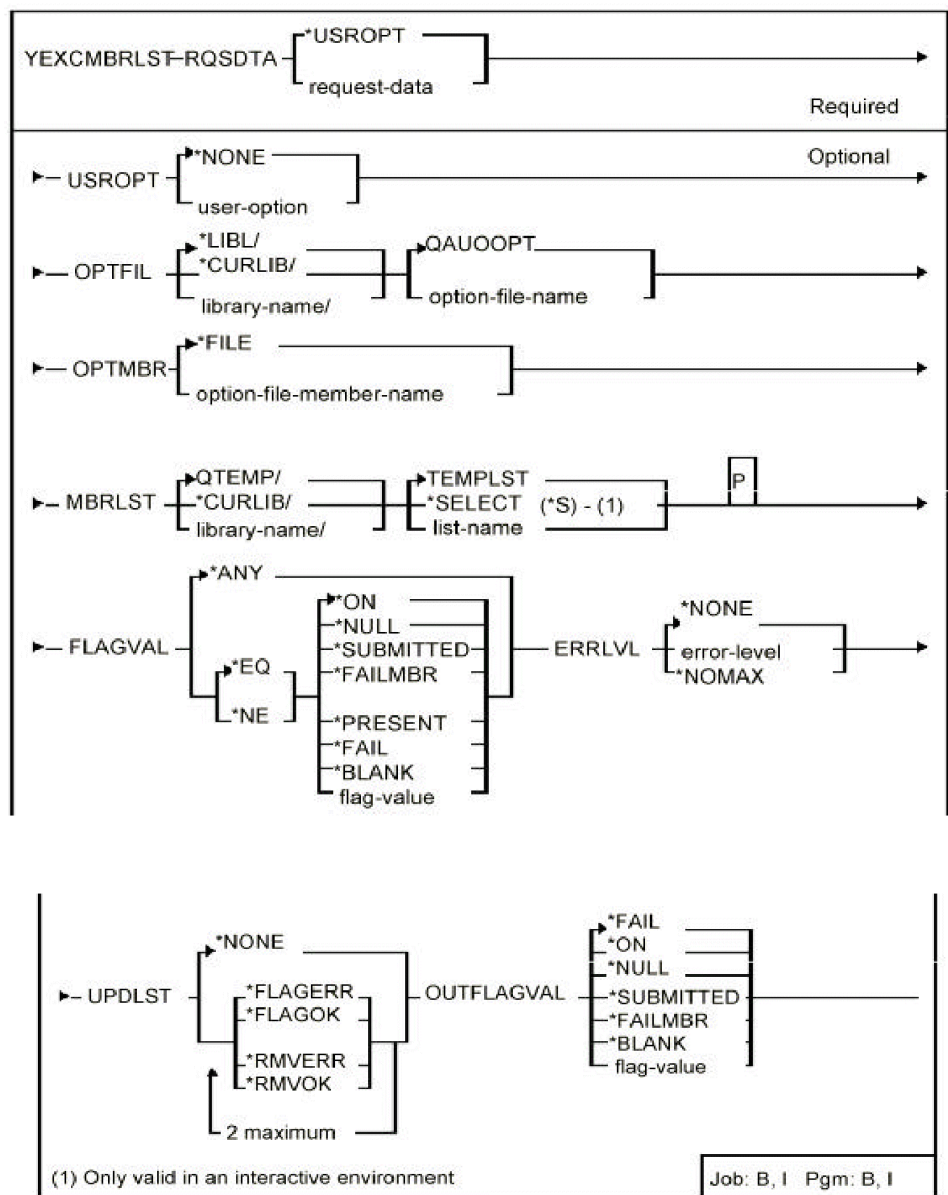 *USROPT
YEXCMBRLST RQSDTA
request-data
Required
Optional
*NONE
USROPT
user-option
*LIBL/ QAUOOPT
OPTFIL *CURLIB/
library-name/ option-file-name
*FILE
OPTMBR
option-file-member-name
QTEMP/ TEMPLST P
MBRLST *CURLIB/ *SELECT (*S) - (1)
library-name/ list-name
*ANY
*ON
*NULL *NONE
FLAGVAL *SUBMITTED ERRLVL error-level
*EQ *FAILMBR *NOMAX
*NE
*PRESENT
*FAIL
*BLANK
flag-value
*NONE *FAIL
*ON
*NULL
UPDLST *FLAGERR OUTFLAGVAL *SUBMITTED
*FLAGOK *FAILMBR
*BLANK
*RMVERR flag-value
*RMVOK
2 maximum
(1) Only valid in an interactive environment
Job: B, I Pgm: B, I